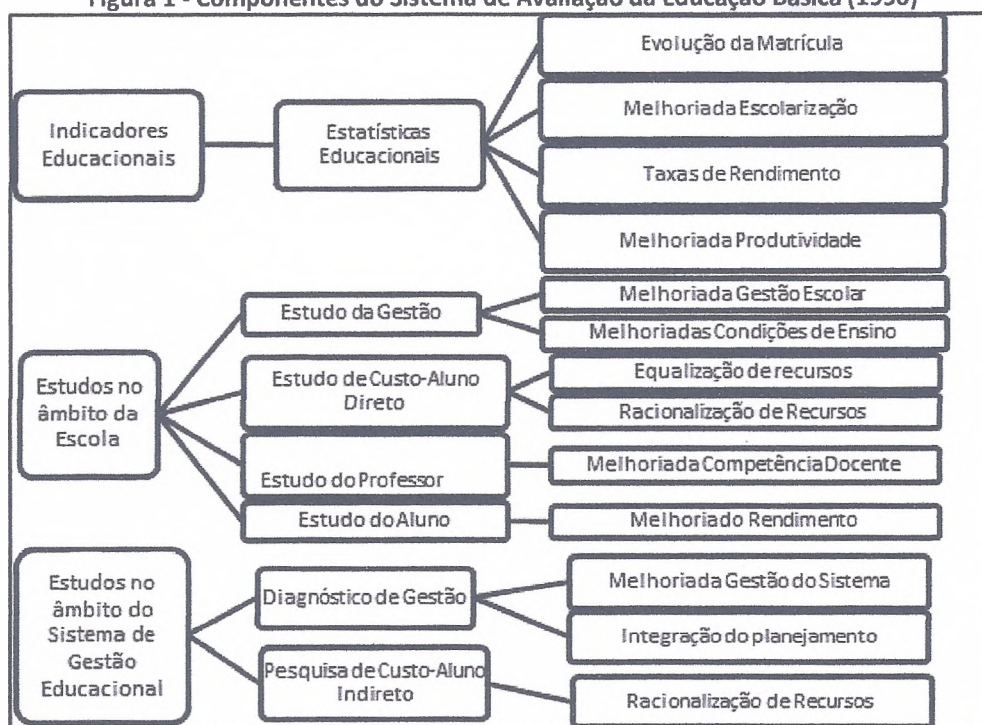 Figura 1 - Componentes do Sistema de Avaliação da Educação Básica (1990)
Indicadores
Educacionais
Estatísticas
Educacionais
Evolução da Matrícula
Melhoria da Escolarização
Taxas de Rendimento
Melhoria da Produtividade
Estudos no
âmbito da
Escola
Estudo da Gestão
Melhoria da Gestão Escolar
Melhoria das Condições de Ensino
Estudo de Custo-Aluno
Direto
Equalização de recursos
Racionalização de Recursos
Estudo do Professor
Melhoria da Competência Docente
Estudo do Aluno
Melhoria do Rendimento
Estudos no
âmbito do
Sistema de
Gestão
Educacional
Diagnóstico de Gestão
Melhoria da Gestão do Sistema
Integração do planejamento
Pesquisa de Custo-Aluno
Indireto
Racionalização de Recursos